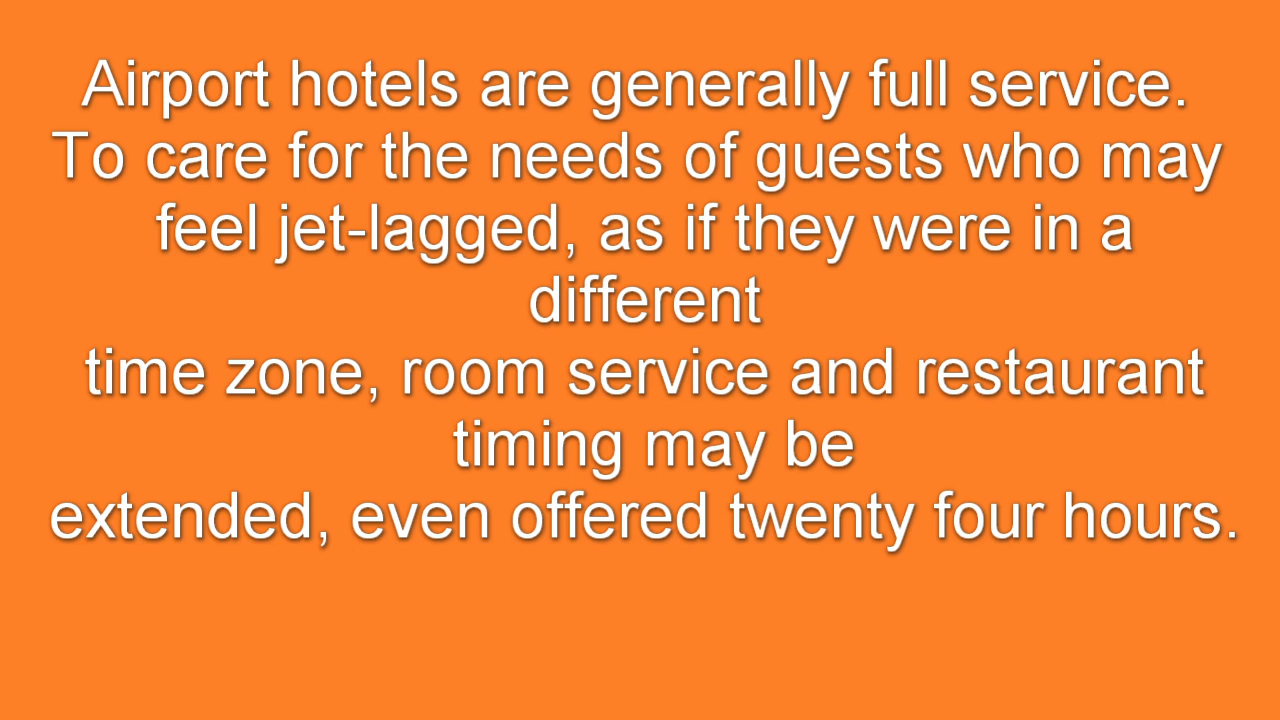 Airport hotels are generally full service.
To care for the needs of guests who may
feel jet-lagged, as if they were in a
different
time zone, room service and restaurant
timing may be
extended, even offered twenty four hours.